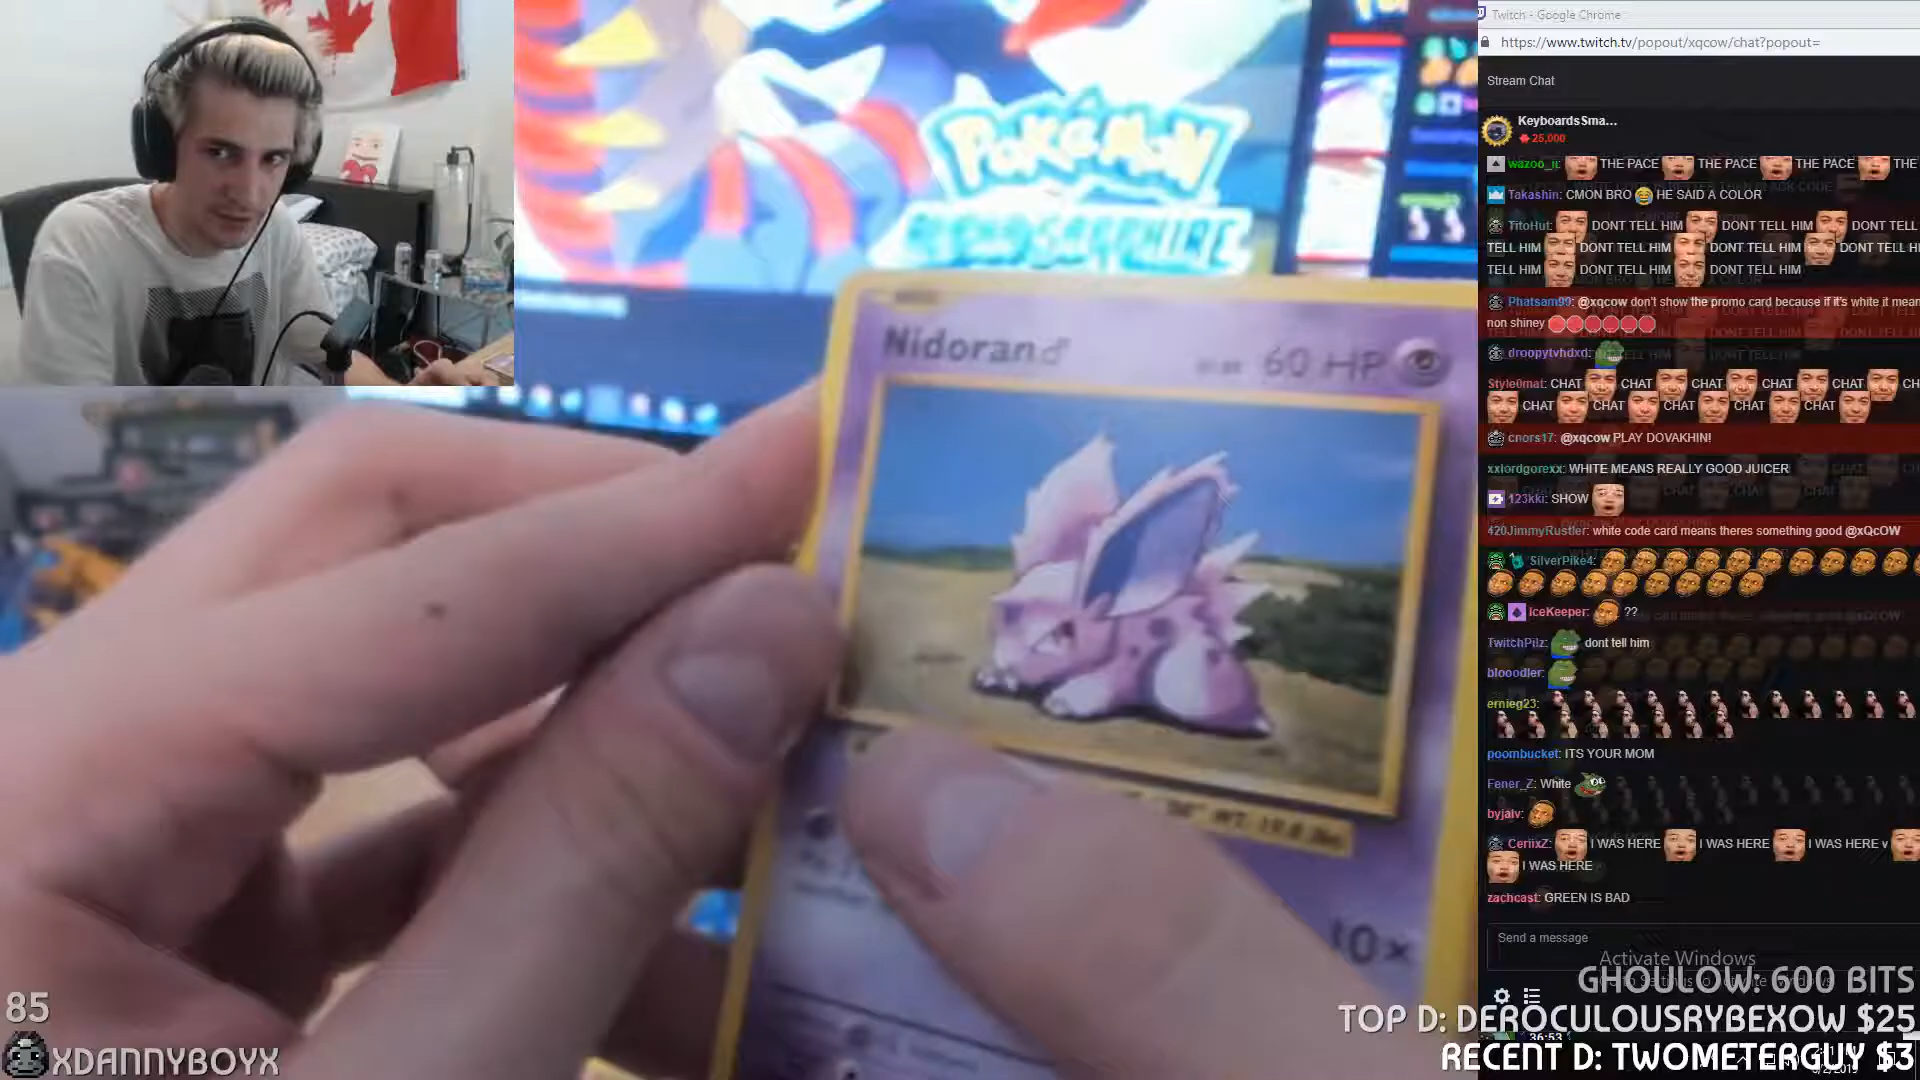 Twitch - Google Chrome
https://www.twitch.tv/popout/xqcow/chat?popout=
Stream Chat
KeyboardsSma...
25,000
wazoo_n: THE PACE THE PACE THE PACE THE
Takashin: CMON BRO HE SAID A COLOR
TitoHut: DONT TELL HIM DONT TELL HIM DONT TELL
TELL HIM DONT TELL HIM DONT TELL HIM DONT TELL HIM
TELL HIM DONT TELL HIM DONT TELL HIM
Phatsam99: @xqcow don't show the promo card because if it's white it mean
non shiney
droopytvhdxd:
Style0mat: CHAT CHAT CHAT CHAT CHAT CH
CHAT CHAT CHAT CHAT CHAT
cnors17: @xqcow PLAY DOVAKHIN!
xxlordgorexx: WHITE MEANS REALLY GOOD JUICER
123kki: SHOW
420JimmyRustler: white code card means theres something good @xQcOW
SilverPike4:
IceKeeper: ??
TwitchPilz: dont tell him
blooodler:
ernieg23:
poombucket: ITS YOUR MOM
Fener_Z: White
byjalv:
CeriixZ: I WAS HERE I WAS HERE I WAS HERE
I WAS HERE
zachcast: GREEN IS BAD
Send a message
Activate Windows
GHOULOW: 600 BITS
TOP D: DEROCULOUSRYBEXOW $25
36:53
RECENT D: TWOMETERGUY $3
POKÉMON
Nidoran♂ 60 HP
10×
85
XDANNYBOYX